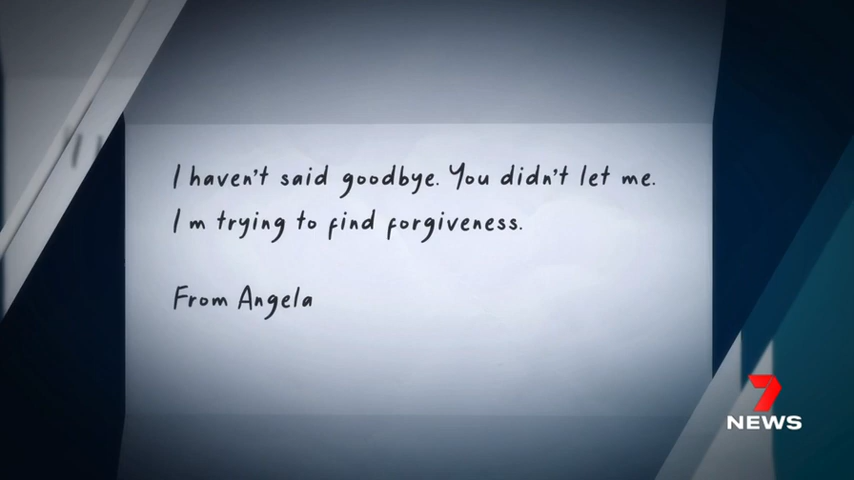 I haven't said goodbye. You didn't let me.
I m trying to find forgiveness.
From Angela
7
NEWS